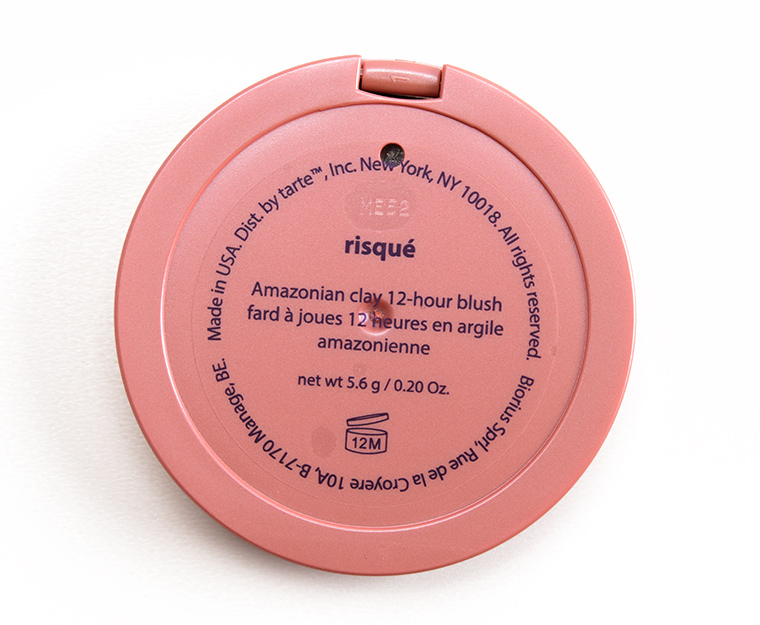 Made in USA. Dist. by tarte™, Inc. New York, NY 10018. All rights reserved.
Biorius Sprl, Rue de la Croyere 10A, B-7170 Manage, BE.
risqué
Amazonian clay 12-hour blush
fard à joues 12 heures en argile
amazonienne
net wt 5.6 g / 0.20 Oz.
12M